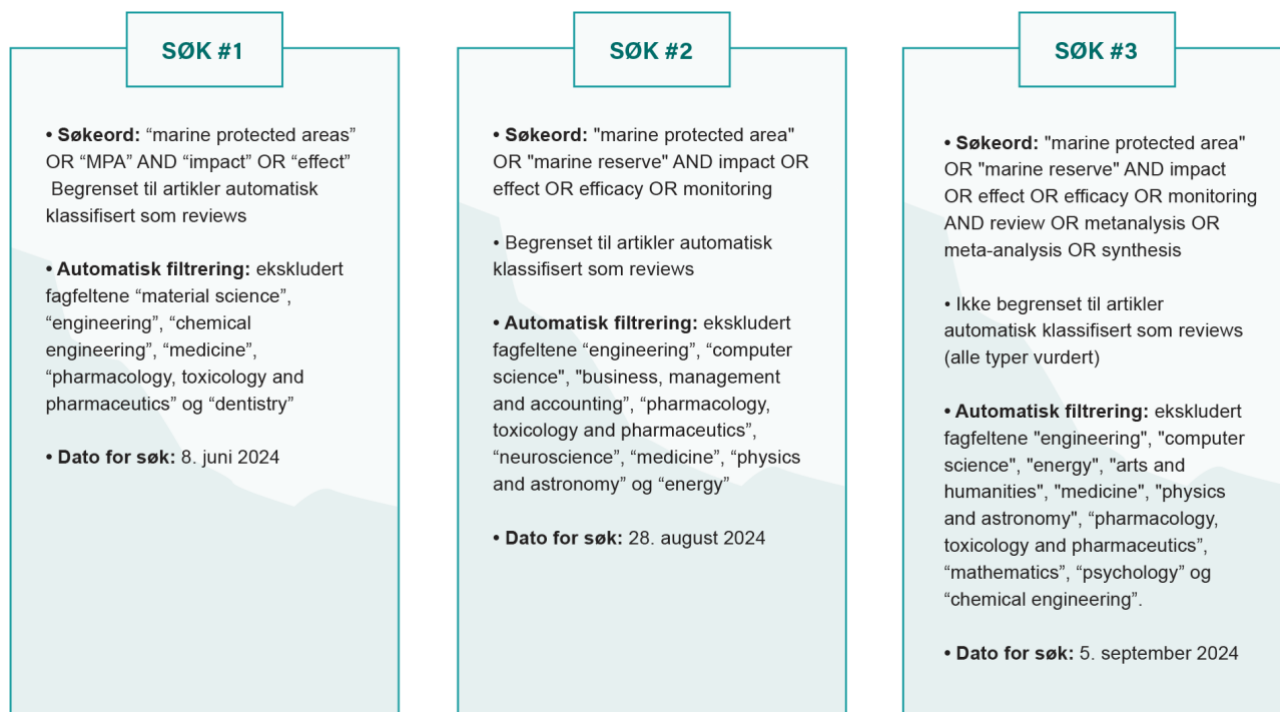 SØK #1
• Søkeord: “marine protected areas”
OR “MPA” AND “impact” OR “effect”
Begrenset til artikler automatisk
klassifisert som reviews
• Automatisk filtrering: ekskludert
fagfeltene “material science”,
“engineering”, “chemical
engineering”, “medicine”,
“pharmacology, toxicology and
pharmaceutics” og “dentistry”
• Dato for søk: 8. juni 2024
SØK #2
• Søkeord: "marine protected area"
OR "marine reserve" AND impact OR
effect OR efficacy OR monitoring
• Begrenset til artikler automatisk
klassifisert som reviews
• Automatisk filtrering: ekskludert
fagfeltene “engineering”, “computer
science", "business, management
and accounting”, “pharmacology,
toxicology and pharmaceutics”,
“neuroscience”, “medicine”, “physics
and astronomy” og “energy”
• Dato for søk: 28. august 2024
SØK #3
• Søkeord: "marine protected area"
OR "marine reserve" AND impact
OR effect OR efficacy OR monitoring
AND review OR metanalysis OR
meta-analysis OR synthesis
• Ikke begrenset til artikler
automatisk klassifisert som reviews
(alle typer vurdert)
• Automatisk filtrering: ekskludert
fagfeltene "engineering", "computer
science", "energy", "arts and
humanities", "medicine", "physics
and astronomy", “pharmacology,
toxicology and pharmaceutics”,
“mathematics”, “psychology” og
“chemical engineering”.
• Dato for søk: 5. september 2024